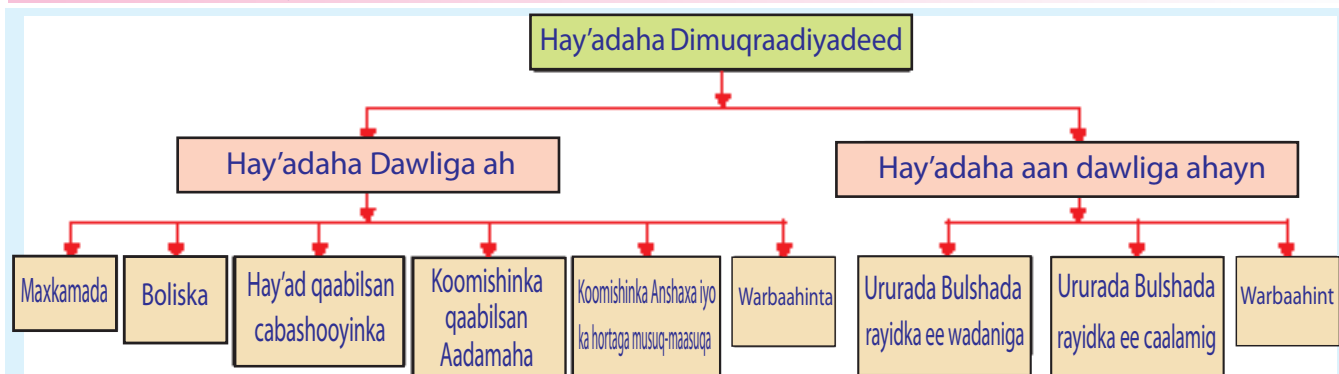 Hay'adaha Dimuqraadiyadeed
Hay'adaha Dawliga ah
Hay'adaha aan dawliga ahayn
Maxkamada
Boliska
Hay'ad qaabilsan
cabashooyinka
Koomishinka
qaabilsan
Aadamaha
Koomishinka Anshaxa iyo
ka hortaga musuq-maasuqa
Warbaahinta
Ururada Bulshada
rayidka ee wadaniga
Ururada Bulshada
rayidka ee caalamig
Warbaahint